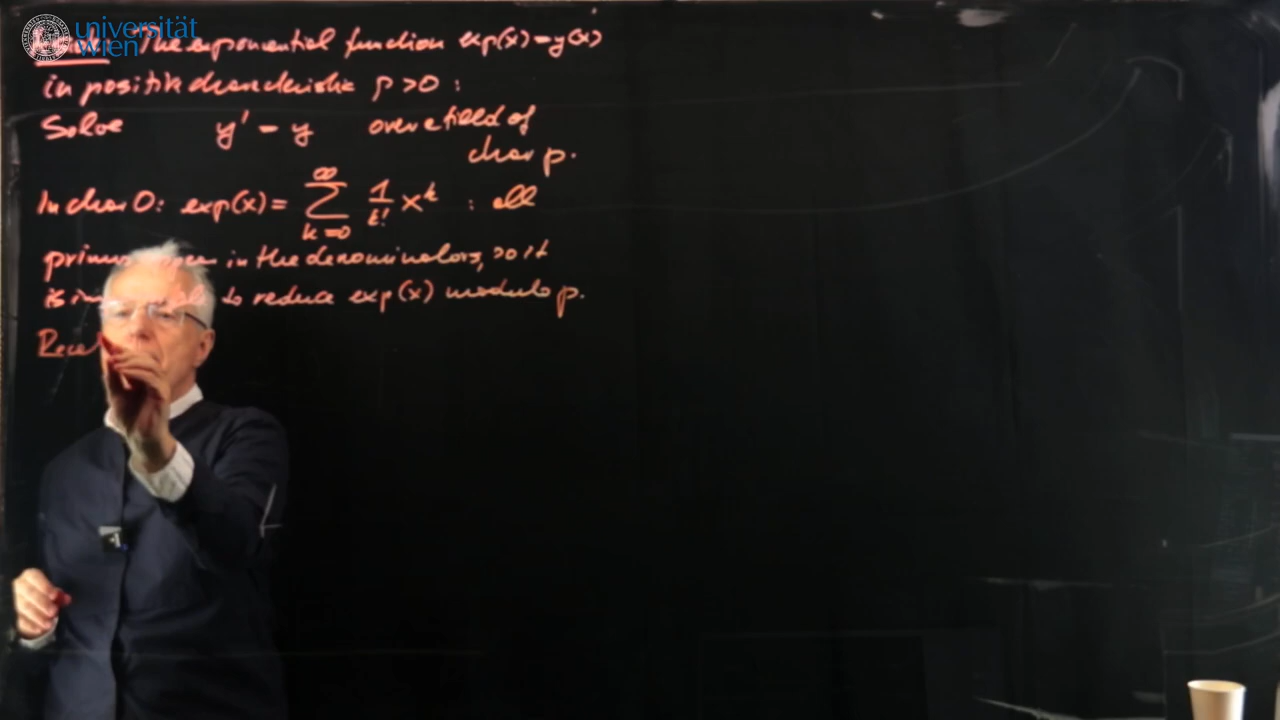 universität
wien
The exponential function exp(x)=y(x)
in positive characteristic p>0 :
Solve y' = y over a field of
char p.
In char 0: exp(x) = ∑_{k=0}^{∞} 1/k! x^k : all
primes in the denominators, so it
is to reduce exp(x) modulo p.